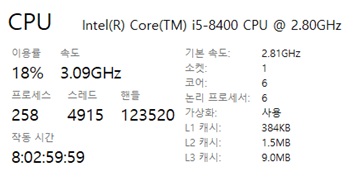 CPU
Intel(R) Core(TM) i5-8400 CPU @ 2.80GHz
이용률 속도
18% 3.09GHz
프로세스 스레드 핸들
258 4915 123520
작동 시간
8:02:59:59
기본 속도: 2.81GHz
소켓: 1
코어: 6
논리 프로세서: 6
가상화: 사용
L1 캐시: 384KB
L2 캐시: 1.5MB
L3 캐시: 9.0MB